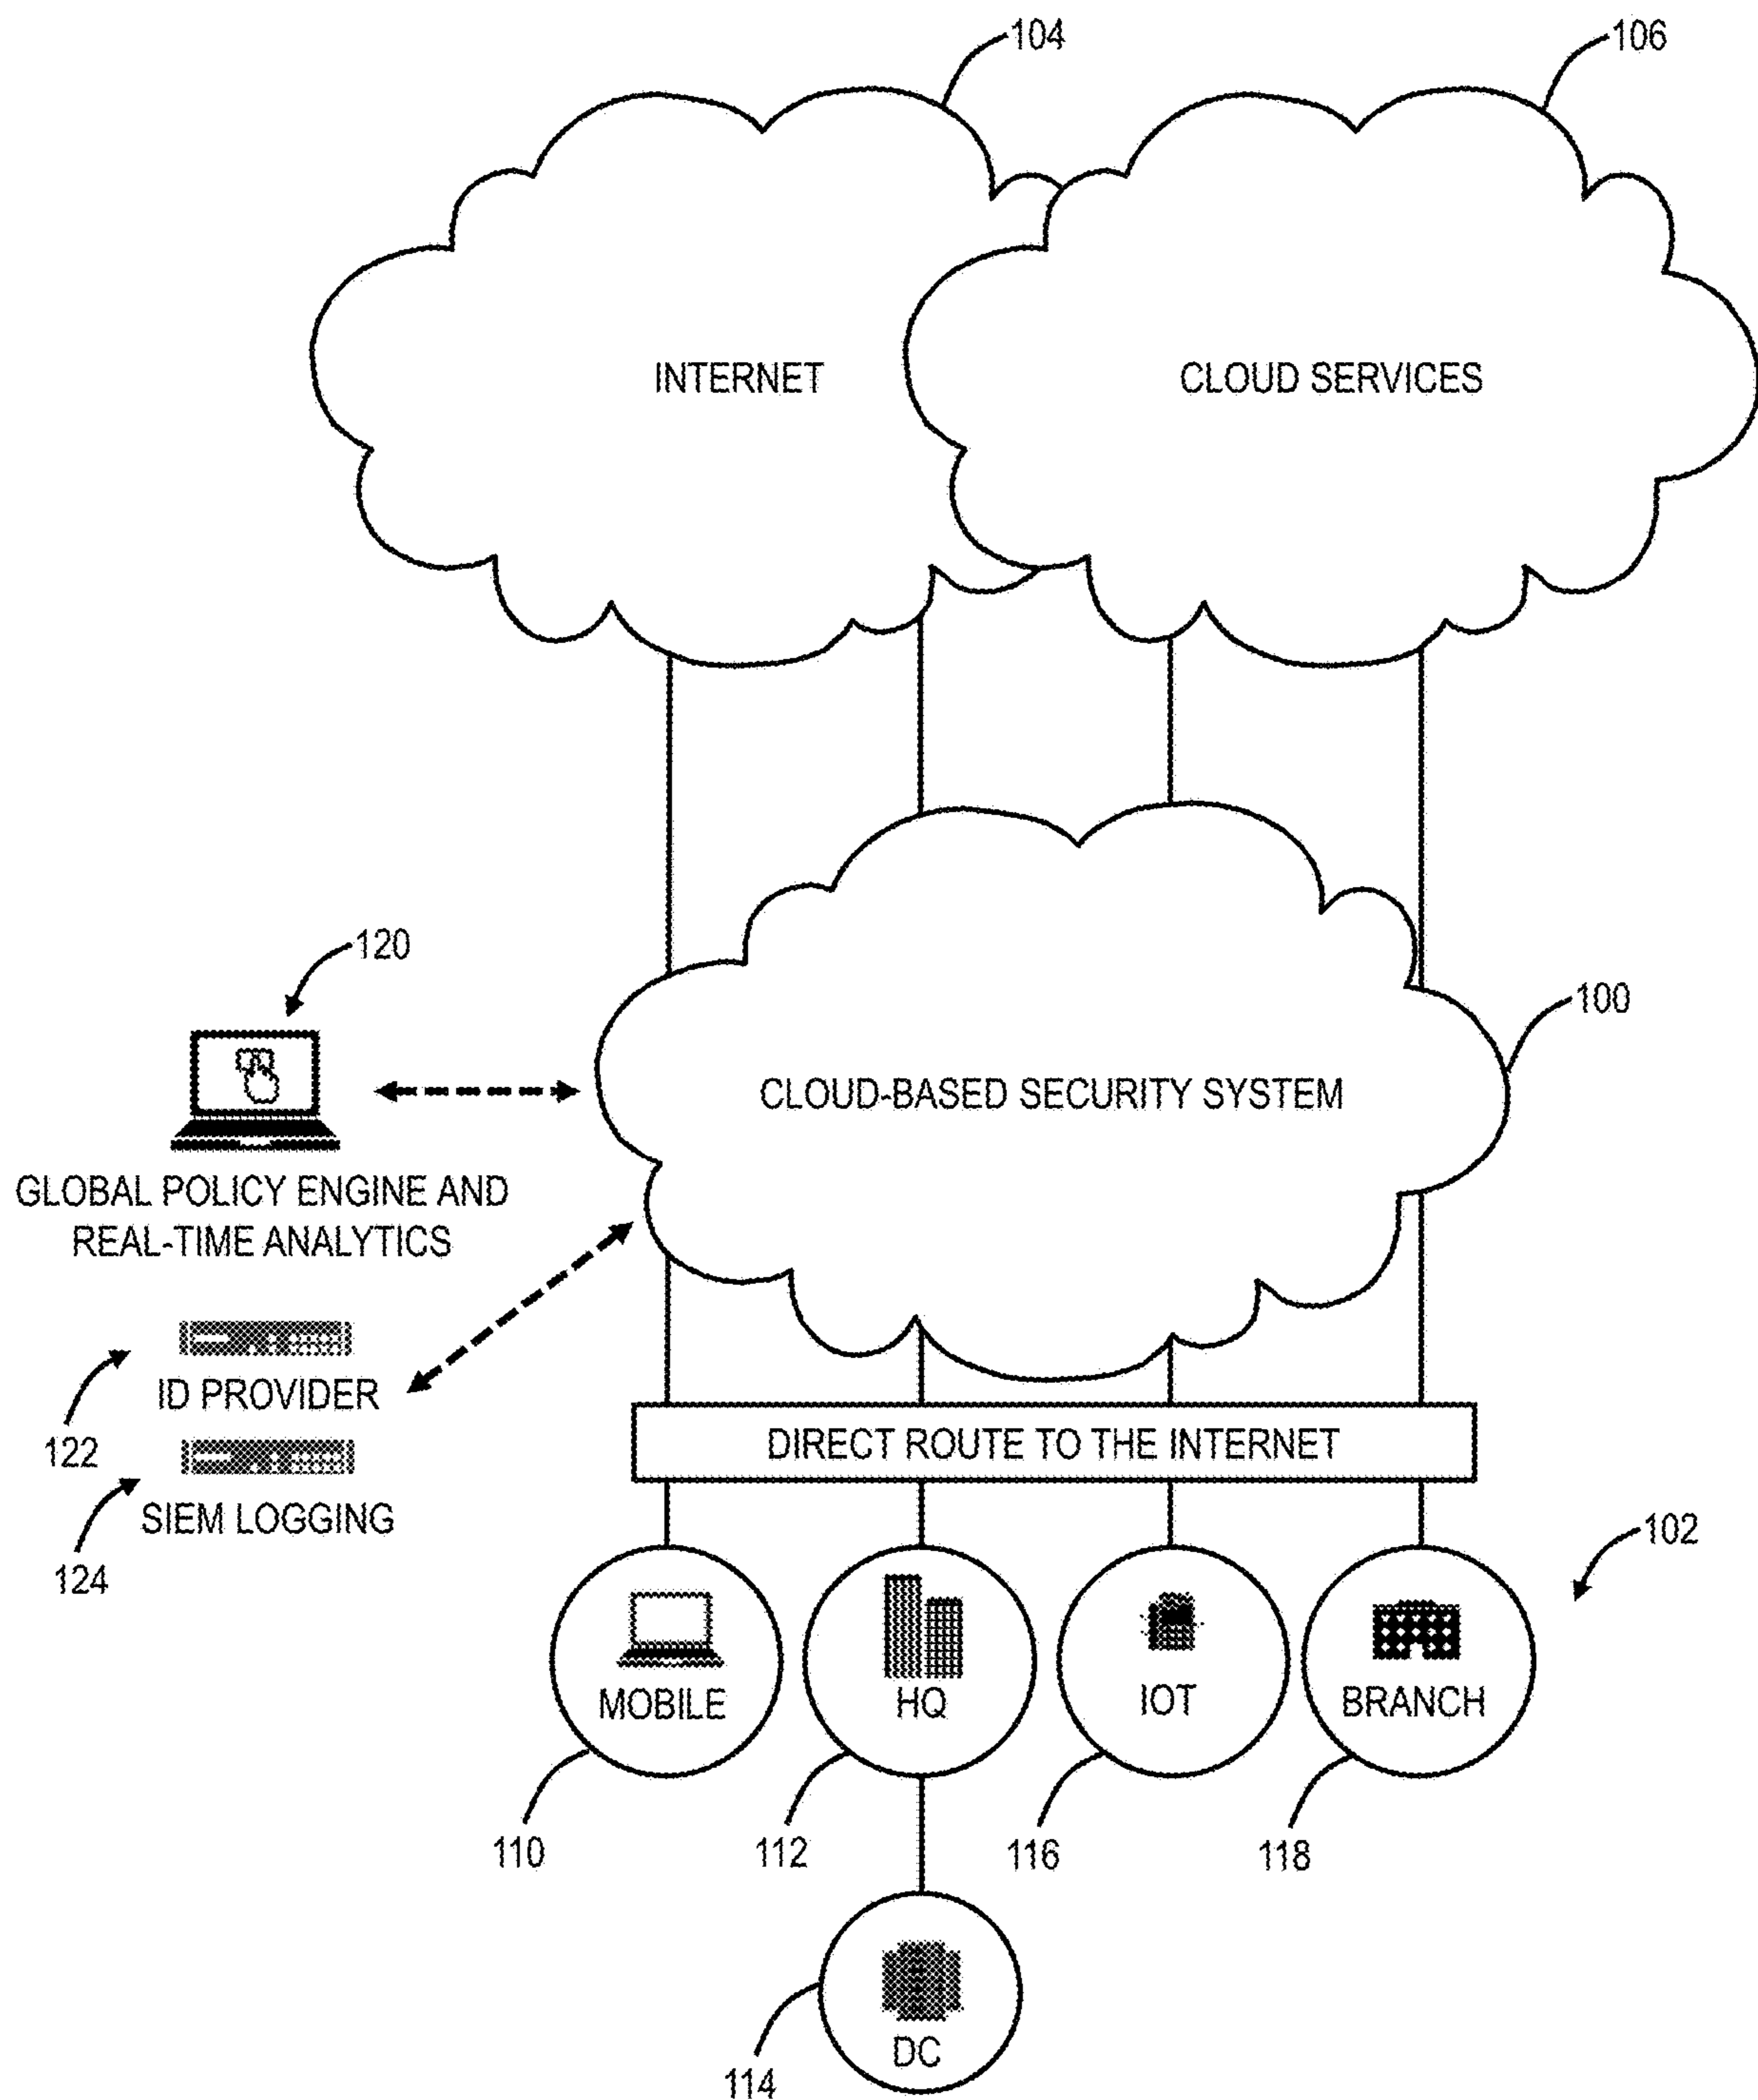 104
106
INTERNET
CLOUD SERVICES
120
100
CLOUD-BASED SECURITY SYSTEM
GLOBAL POLICY ENGINE AND
REAL-TIME ANALYTICS
122
ID PROVIDER
DIRECT ROUTE TO THE INTERNET
124
SIEM LOGGING
102
MOBILE
HQ
IOT
BRANCH
110
112
116
118
DC
114